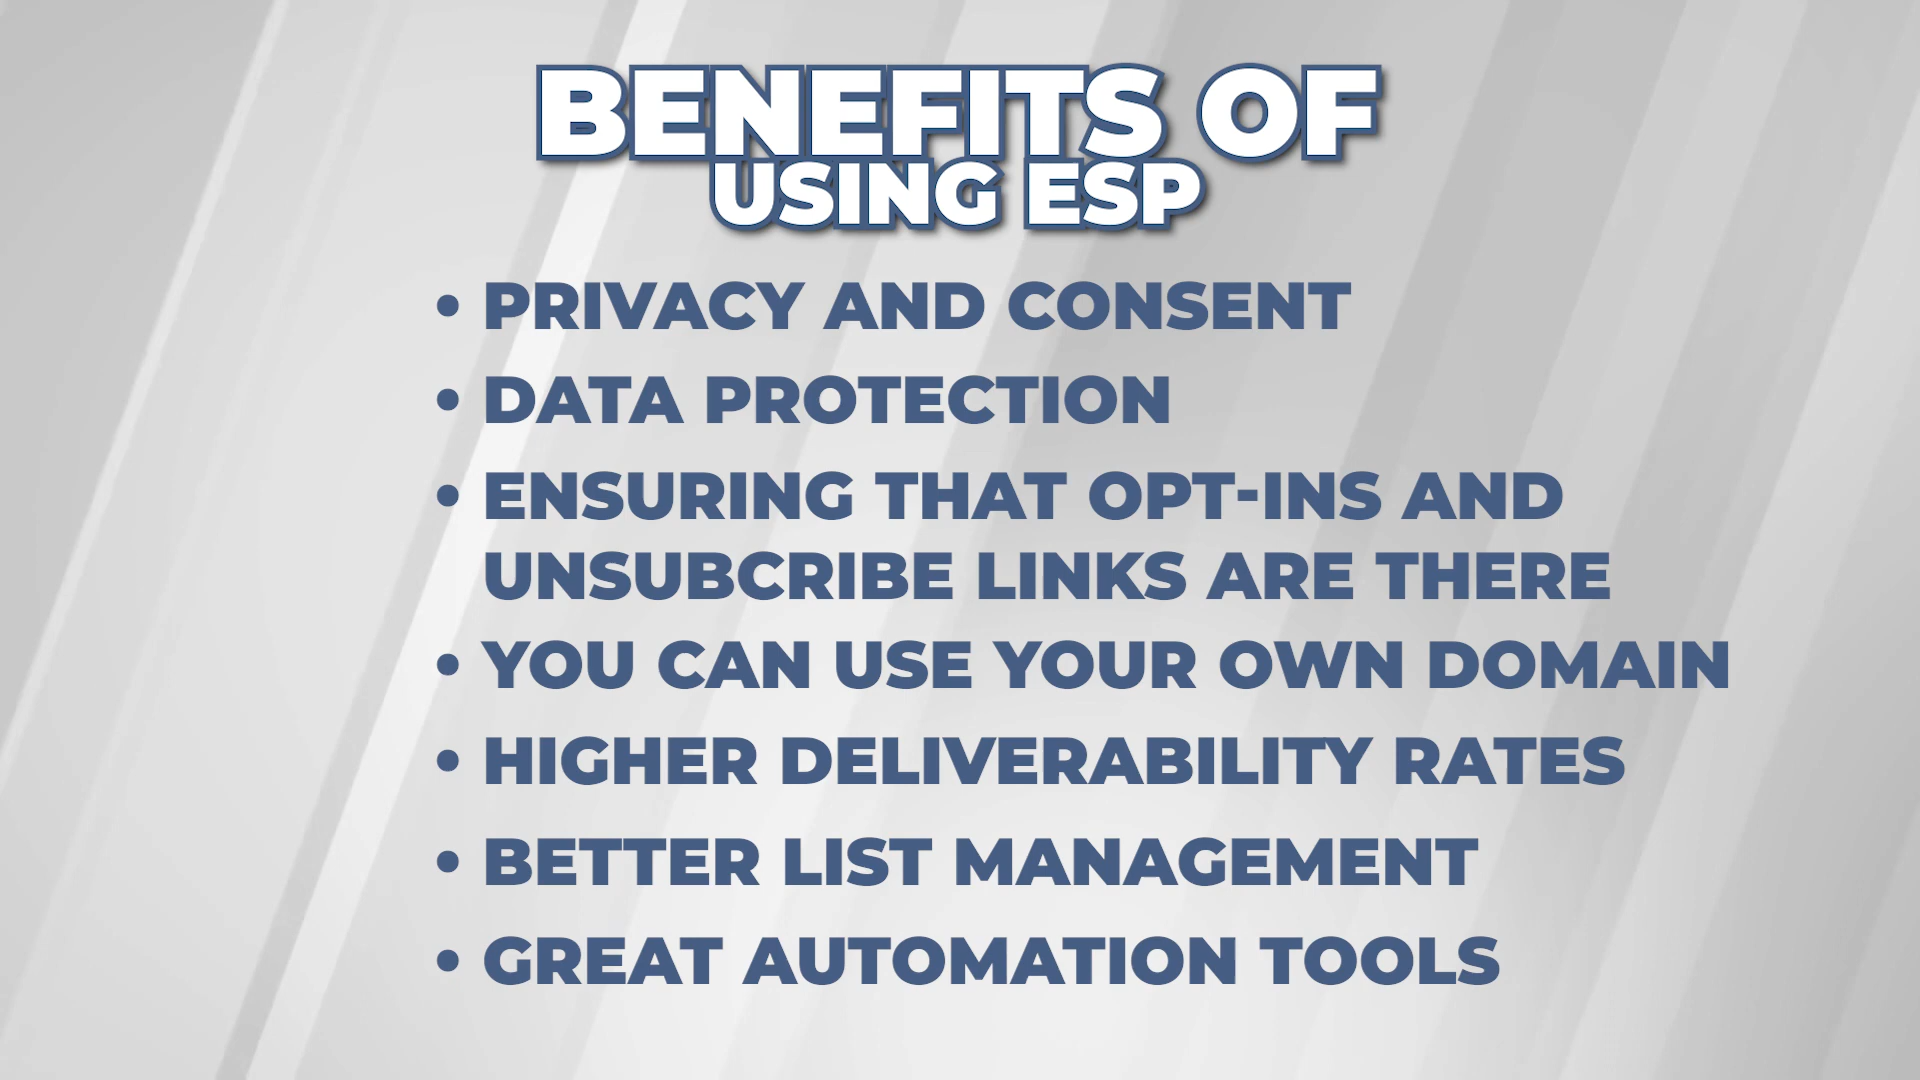 BENEFITS OF
USING ESP
• PRIVACY AND CONSENT
• DATA PROTECTION
• ENSURING THAT OPT-INS AND
UNSUBCRIBE LINKS ARE THERE
• YOU CAN USE YOUR OWN DOMAIN
• HIGHER DELIVERABILITY RATES
• BETTER LIST MANAGEMENT
• GREAT AUTOMATION TOOLS